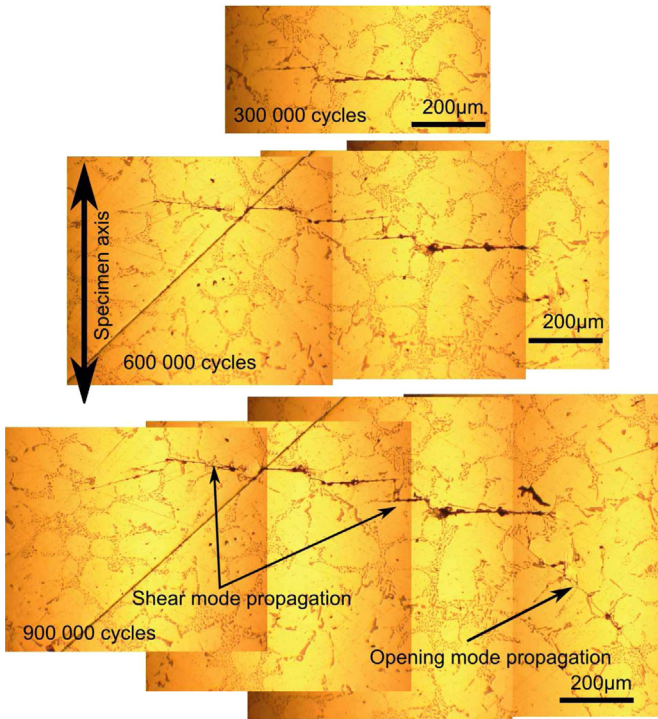 300 000 cycles
200µm
Specimen axis
600 000 cycles
200µm
Shear mode propagation
900 000 cycles
Opening mode propagation
200µm